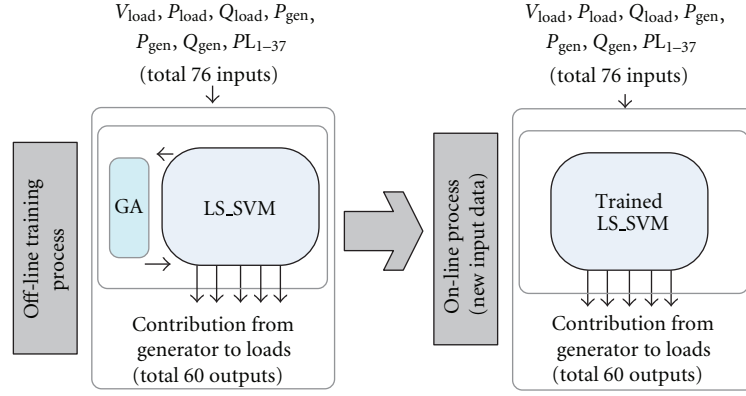 V_load, P_load, Q_load, P_gen,
P_gen, Q_gen, PL_1–37
(total 76 inputs)
Off-line training
process
GA
LS_SVM
Contribution from
generator to loads
(total 60 outputs)
V_load, P_load, Q_load, P_gen,
P_gen, Q_gen, PL_1–37
(total 76 inputs)
On-line process
(new input data)
Trained
LS_SVM
Contribution from
generator to loads
(total 60 outputs)